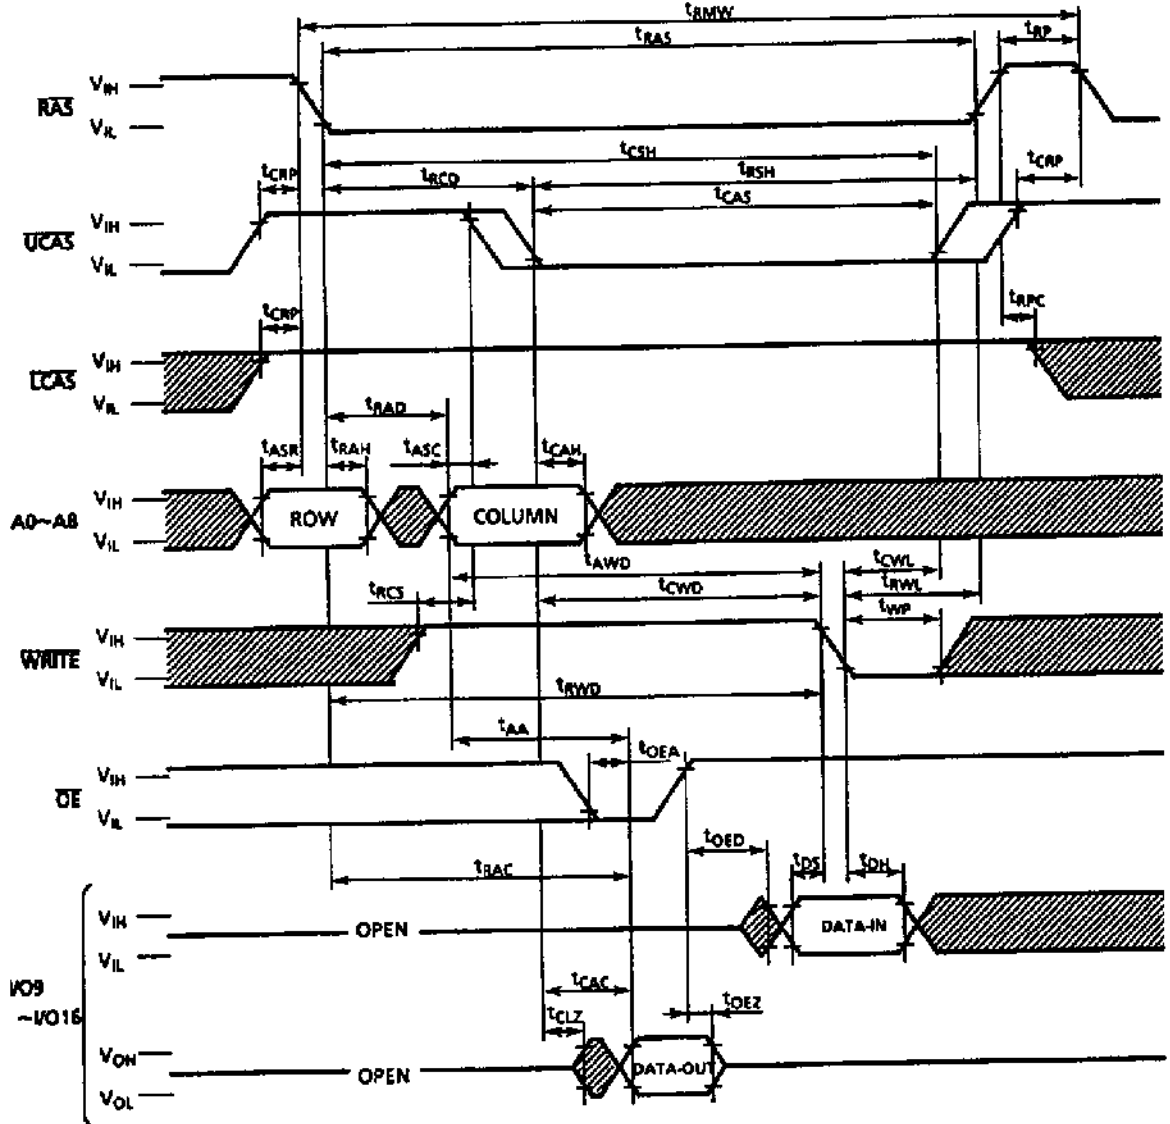 tRMW
tRAS tRP
VIH
RAS
VIL
tCSH
tCRP tRCD tRSH tCRP
tCAS
VIH
UCAS
VIL
tCRP tRPC
VIH
LCAS
VIL
tRAD
tASR tRAH tASC tCAH
VIH
A0~A8 ROW COLUMN
VIL
tAWD tCWL
tRCS tCWD tRWL
tWP
VIH
WRITE
VIL
tRWD
tAA tOEA
VIH
OE
VIL
tOED tDS tDH
tRAC
VIH
OPEN DATA-IN
VIL
I/O9
~I/O16
tCAC
tCLZ tOEZ
VOH
OPEN DATA-OUT
VOL